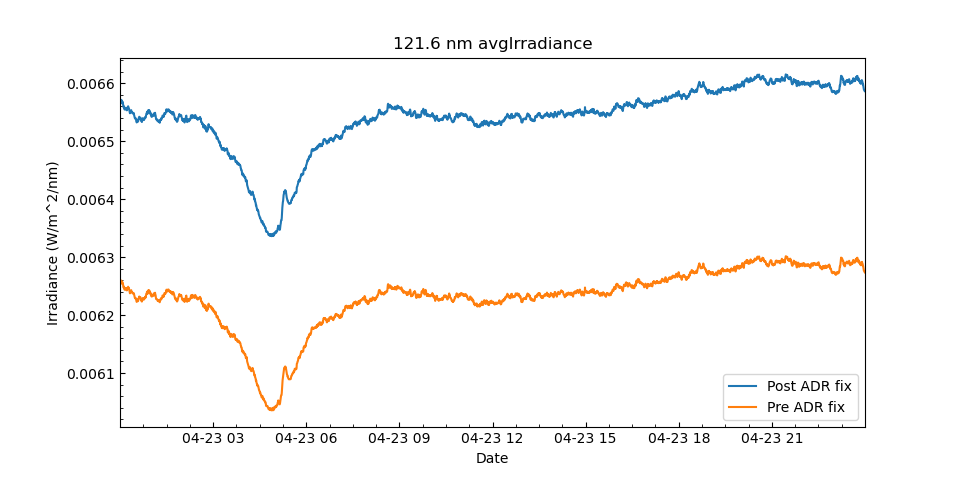 121.6 nm avgIrradiance
Irradiance (W/m^2/nm)
0.0066
0.0065
0.0064
0.0063
0.0062
0.0061
Post ADR fix
Pre ADR fix
04-23 03 04-23 06 04-23 09 04-23 12 04-23 15 04-23 18 04-23 21
Date